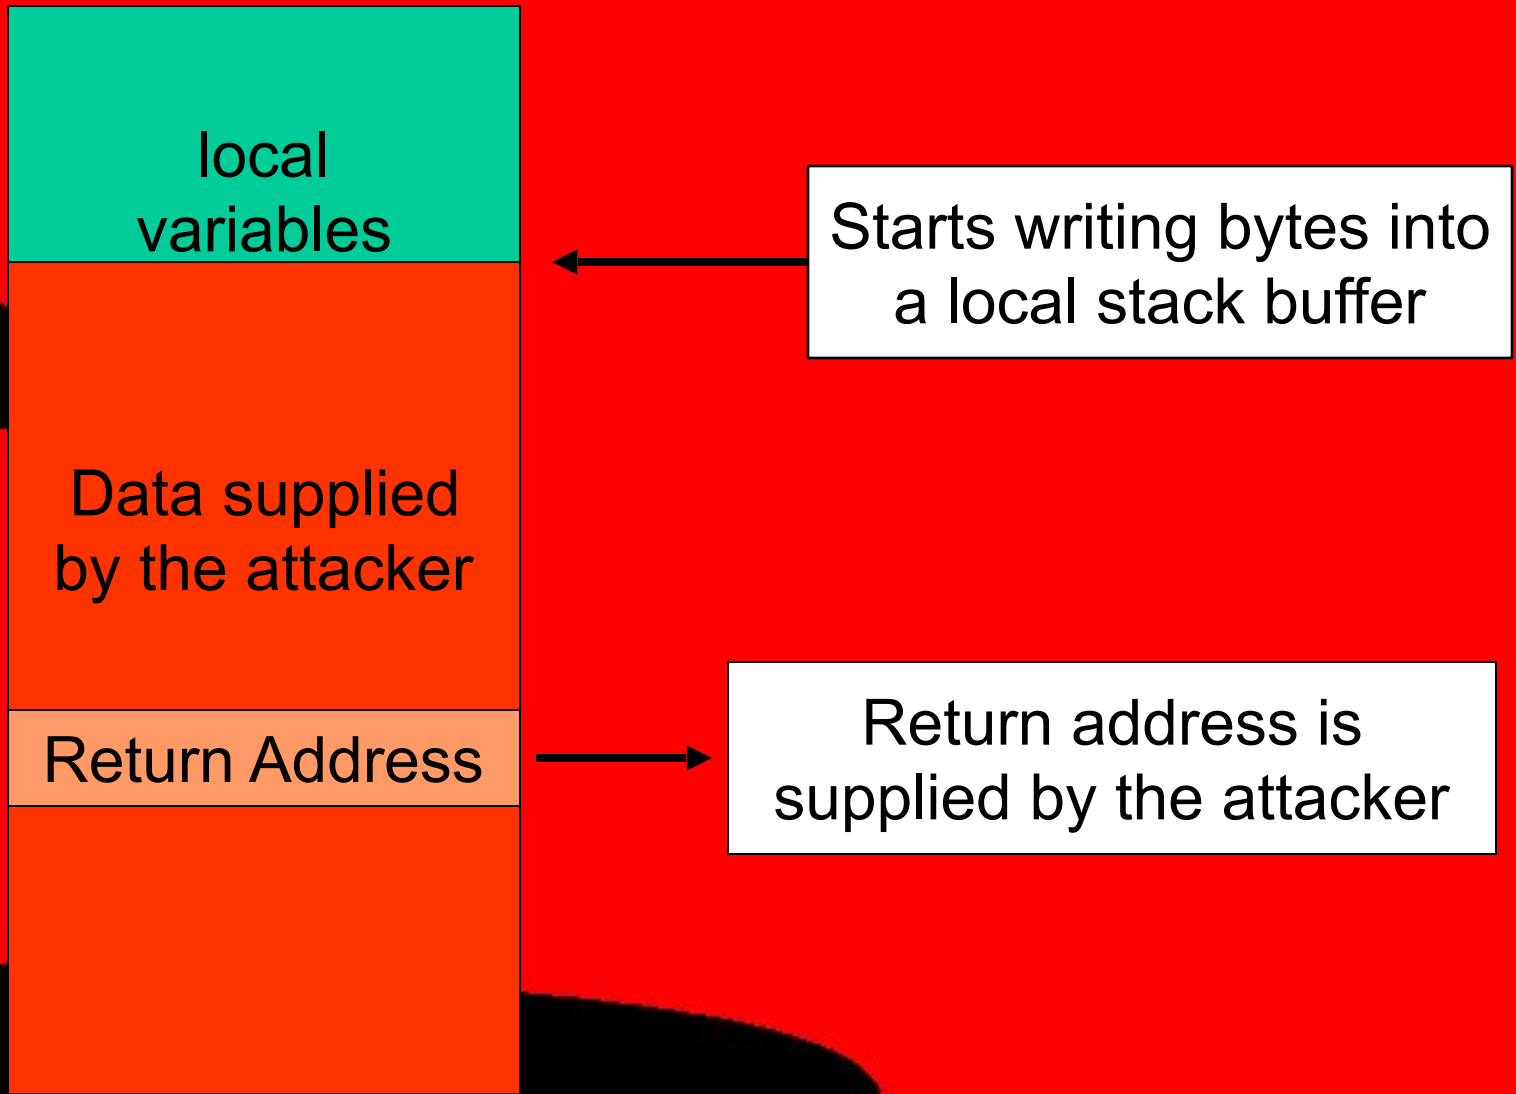 local
variables
Starts writing bytes into
a local stack buffer
Data supplied
by the attacker
Return Address
Return address is
supplied by the attacker